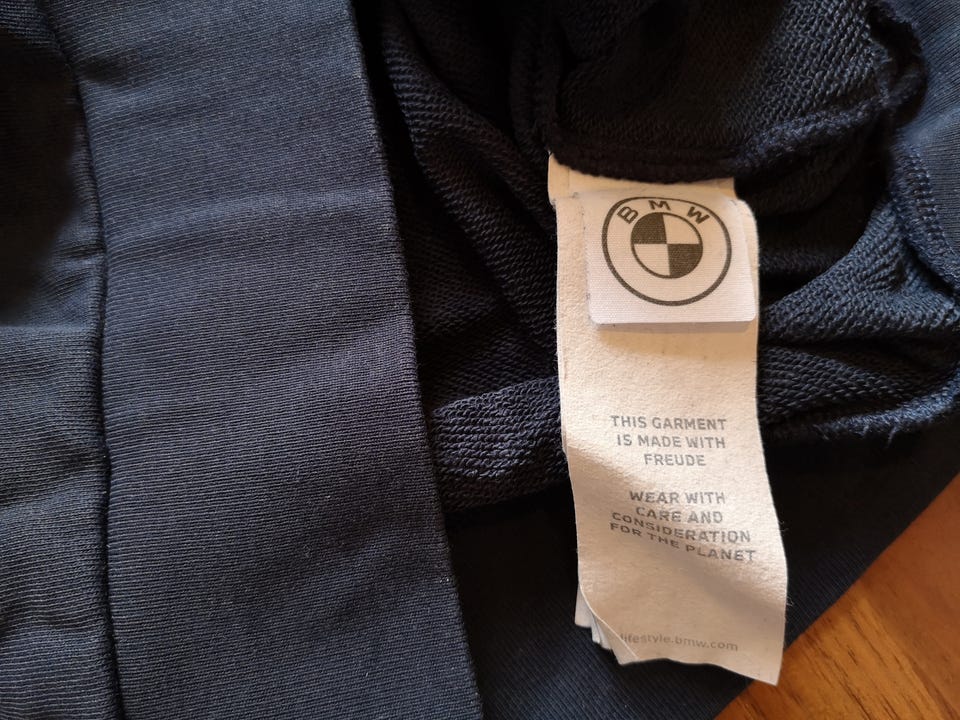 BMW
THIS GARMENT
IS MADE WITH
FREUDE
WEAR WITH
CARE AND
CONSIDERATION
FOR THE PLANET
lifestyle.bmw.com